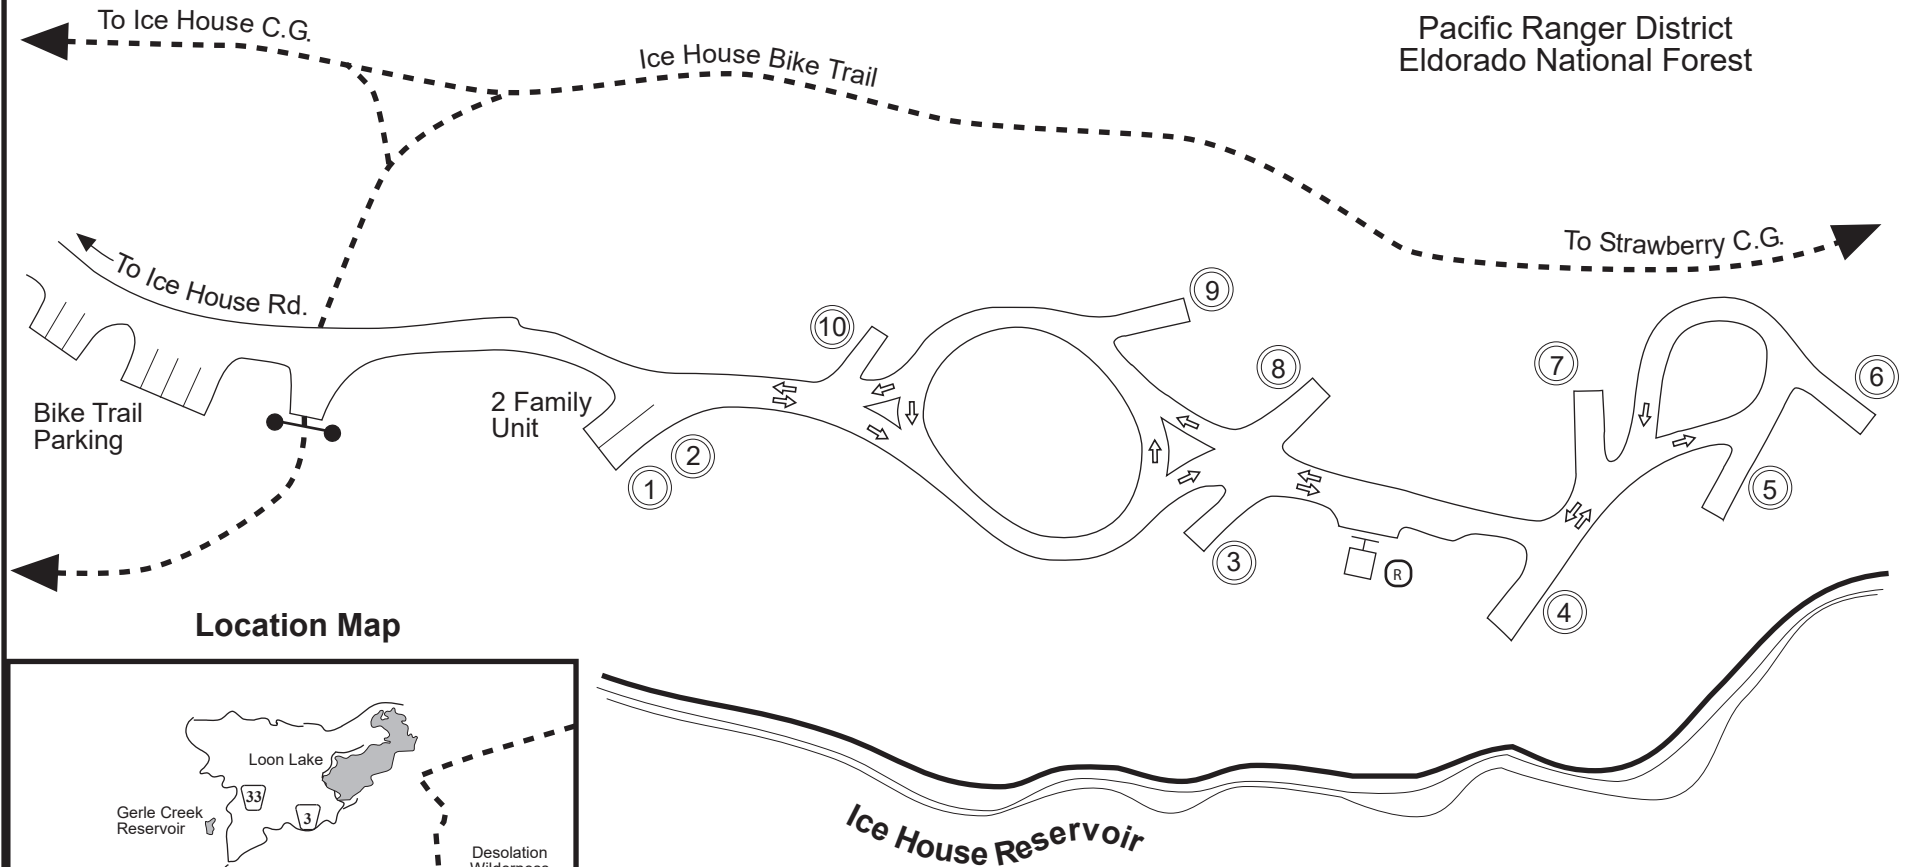 To Ice House C.G.
Ice House Bike Trail
Pacific Ranger District
Eldorado National Forest
To Strawberry C.G.
To Ice House Rd.
9
10
8
7
6
2 Family
Unit
Bike Trail
Parking
2
1
5
3
R
4
Location Map
Loon Lake
33
3
Gerle Creek
Reservoir
Ice House Reservoir
Desolation
Wilderness